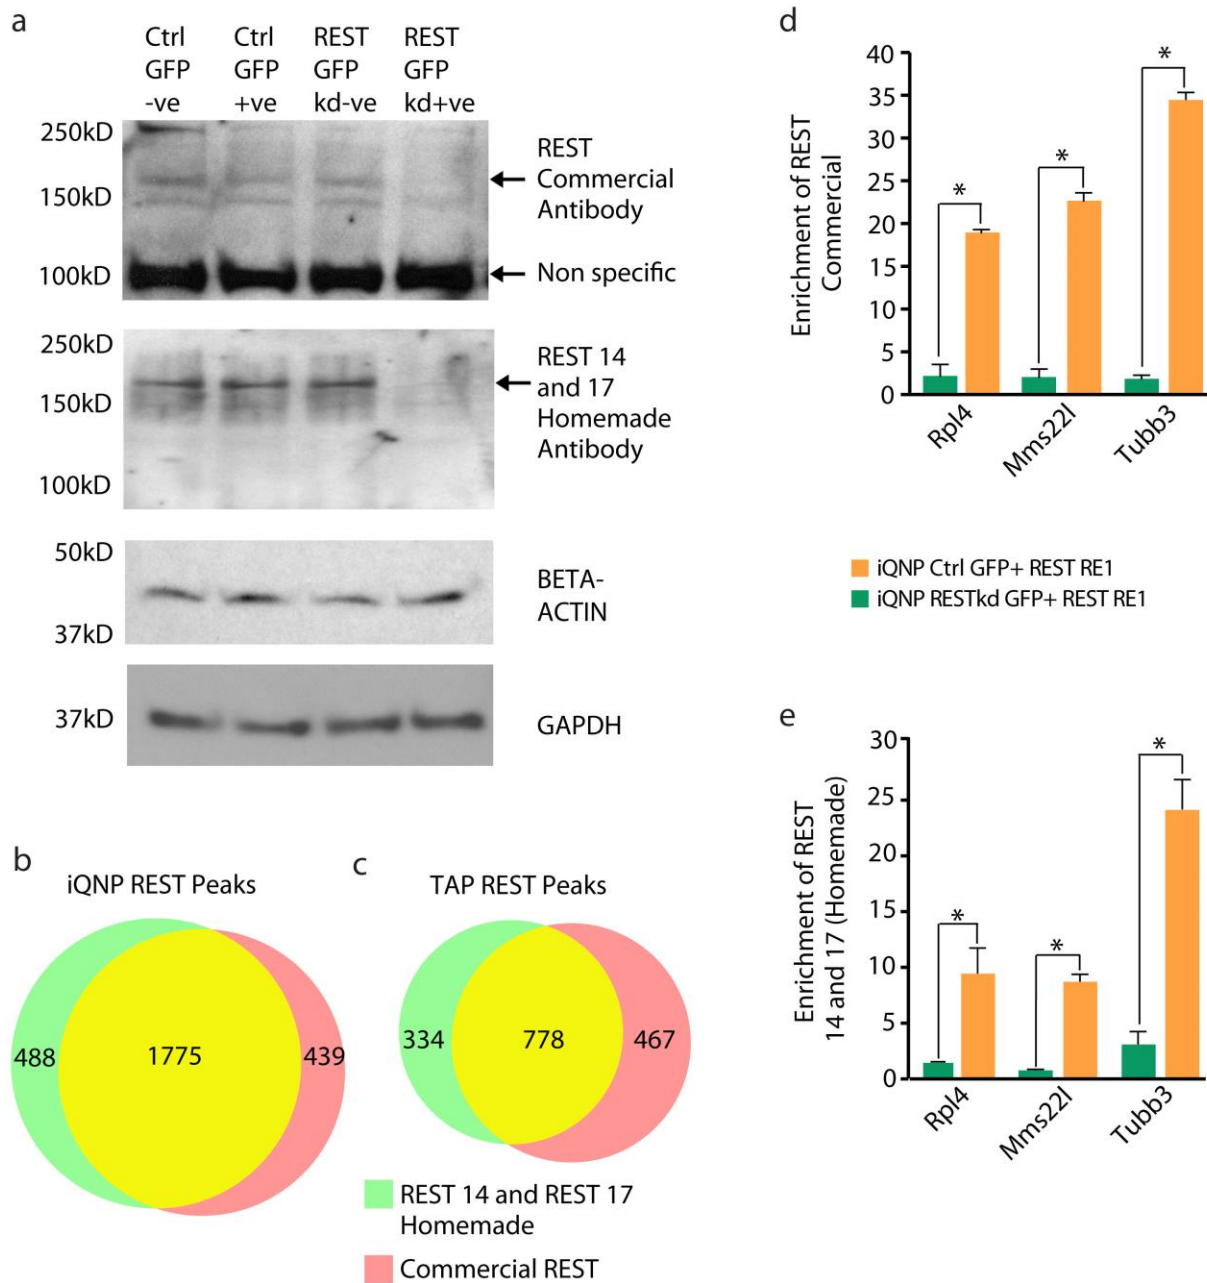 a
Ctrl GFP -ve
Ctrl GFP +ve
REST GFP kd-ve
REST GFP kd+ve
250kD
150kD
100kD
REST
Commercial
Antibody
Non specific
250kD
150kD
100kD
REST 14
and 17
Homemade
Antibody
50kD
37kD
BETA-
ACTIN
37kD
GAPDH
b
iQNP REST Peaks
488
1775
439
c
TAP REST Peaks
334
778
467
REST 14 and REST 17
Homemade
Commercial REST
d
Enrichment of REST
Commercial
40
35
30
25
20
15
10
5
0
*
*
*
Rpl4
Mms22l
Tubb3
iQNP Ctrl GFP+ REST RE1
iQNP RESTkd GFP+ REST RE1
e
Enrichment of REST
14 and 17 (Homemade)
30
25
20
15
10
5
0
*
*
*
Rpl4
Mms22l
Tubb3